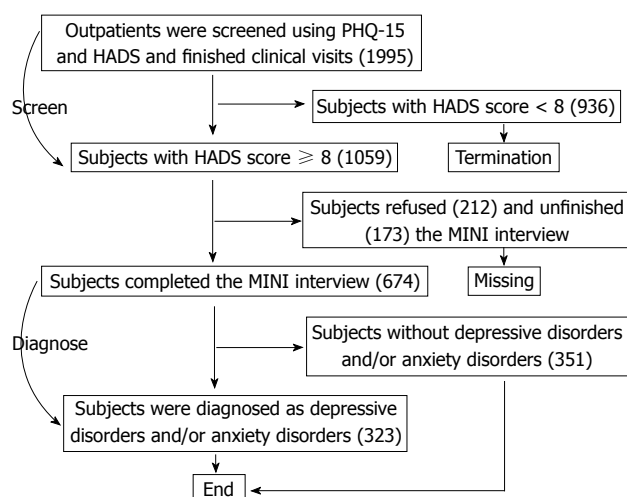 Outpatients were screened using PHQ-15
and HADS and finished clinical visits (1995)
Screen
Subjects with HADS score < 8 (936)
Subjects with HADS score ≥ 8 (1059)
Termination
Subjects refused (212) and unfinished
(173) the MINI interview
Subjects completed the MINI interview (674)
Missing
Diagnose
Subjects without depressive disorders
and/or anxiety disorders (351)
Subjects were diagnosed as depressive
disorders and/or anxiety disorders (323)
End